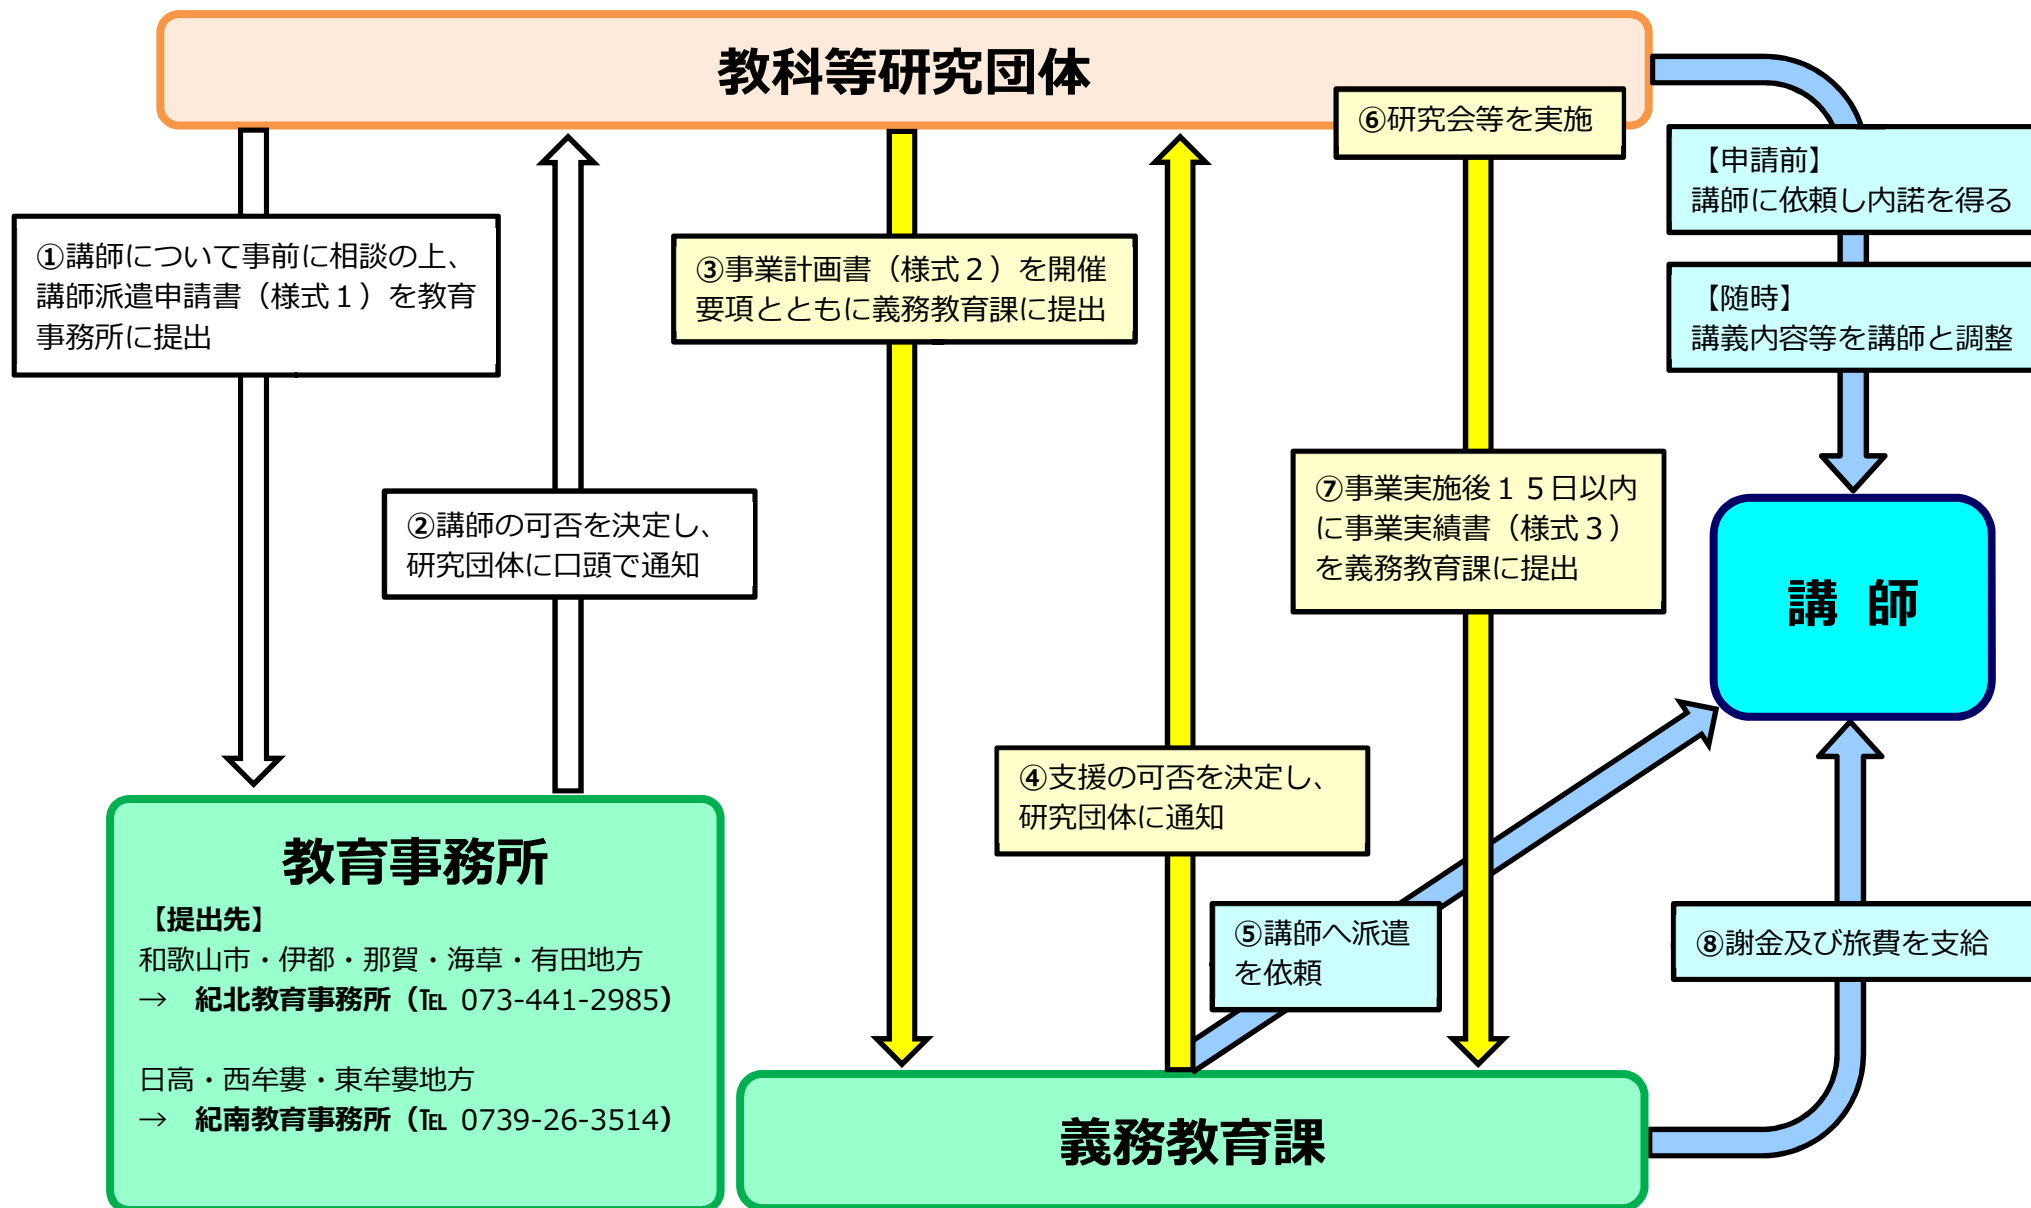 教科等研究団体
⑥研究会等を実施
【申請前】
講師に依頼し内諾を得る
【随時】
講義内容等を講師と調整
①講師について事前に相談の上、
講師派遣申請書（様式１）を教育
事務所に提出
③事業計画書（様式２）を開催
要項とともに義務教育課に提出
②講師の可否を決定し、
研究団体に口頭で通知
⑦事業実施後１５日以内
に事業実績書（様式３）
を義務教育課に提出
講 師
④支援の可否を決定し、
研究団体に通知
⑤講師へ派遣
を依頼
⑧謝金及び旅費を支給
教育事務所
【提出先】
和歌山市・伊都・那賀・海草・有田地方
→　紀北教育事務所（℡ 073-441-2985）
日高・西牟婁・東牟婁地方
→　紀南教育事務所（℡ 0739-26-3514）
義務教育課